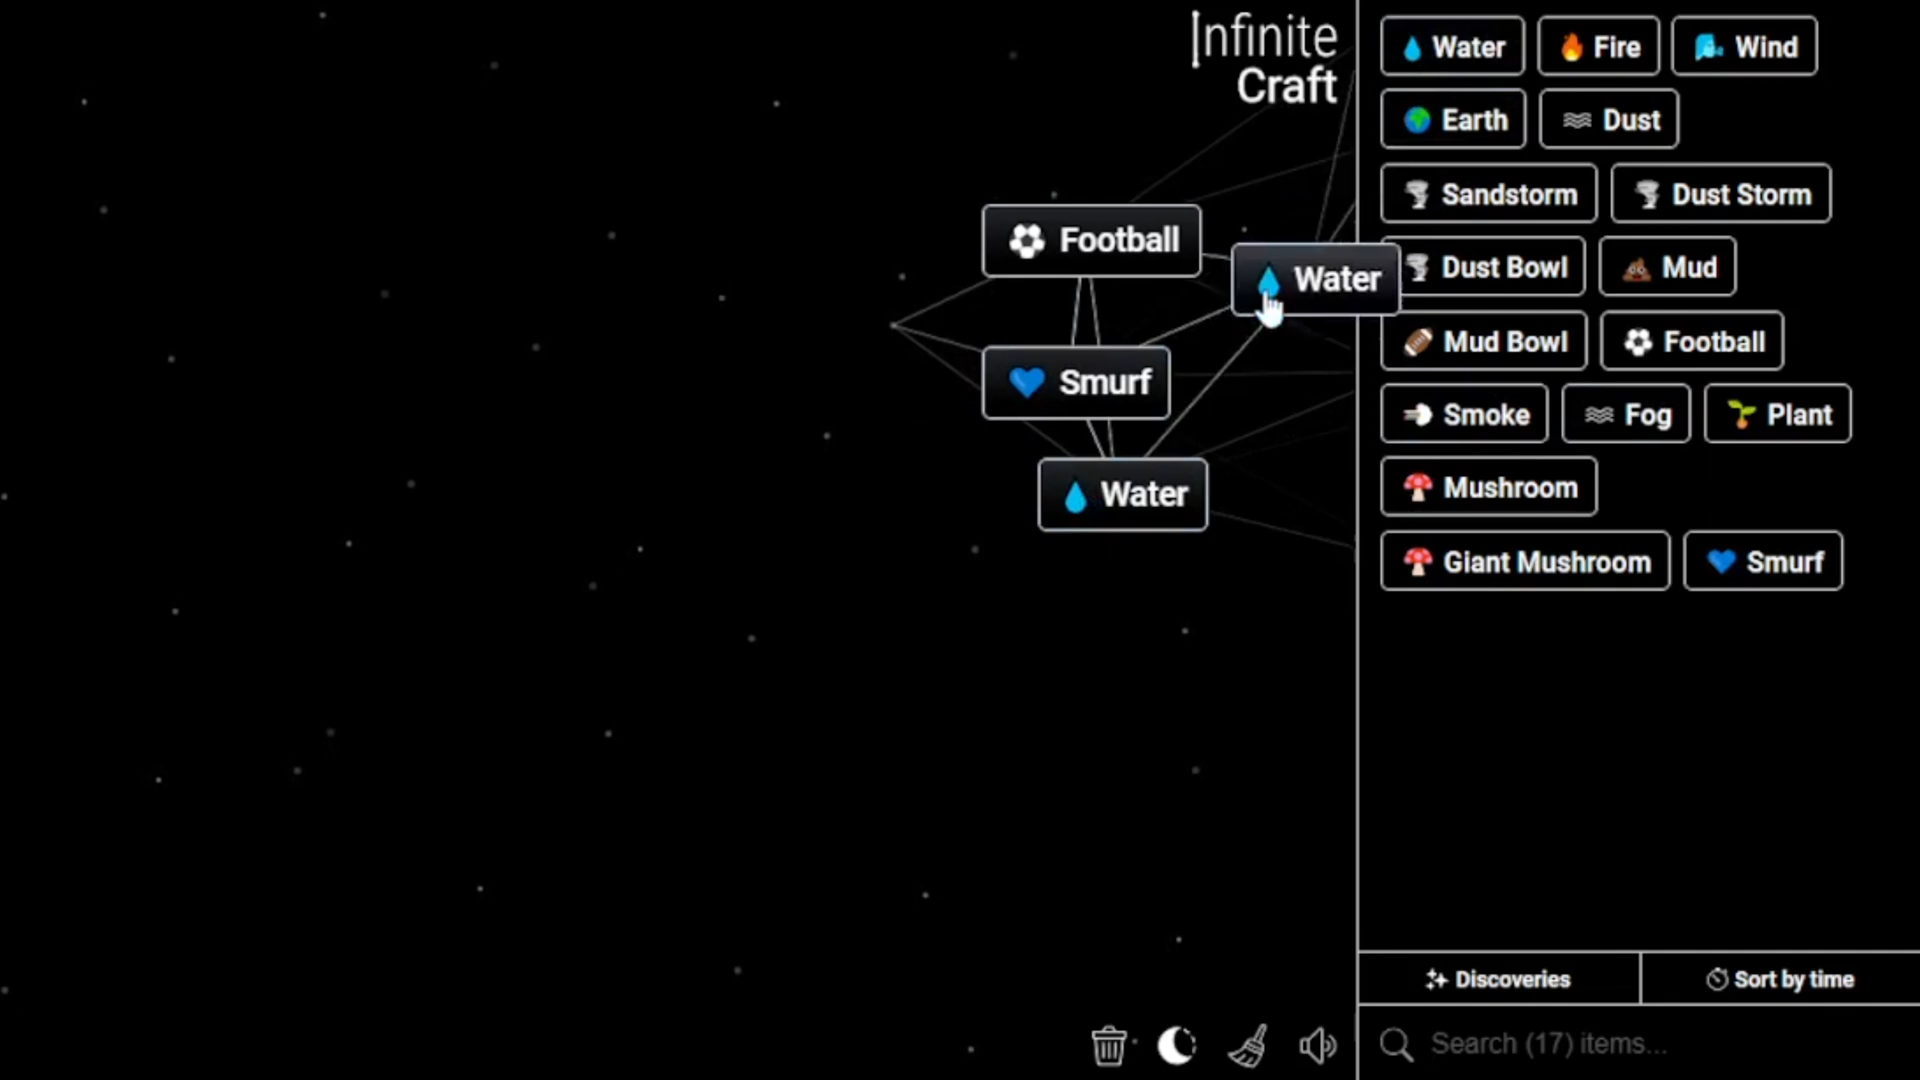 Infinite
Craft
Football
Water
Smurf
Water
Water Fire Wind
Earth Dust
Sandstorm Dust Storm
Dust Bowl Mud
Mud Bowl Football
Smoke Fog Plant
Mushroom
Giant Mushroom Smurf
Discoveries Sort by time
Search (17) items...